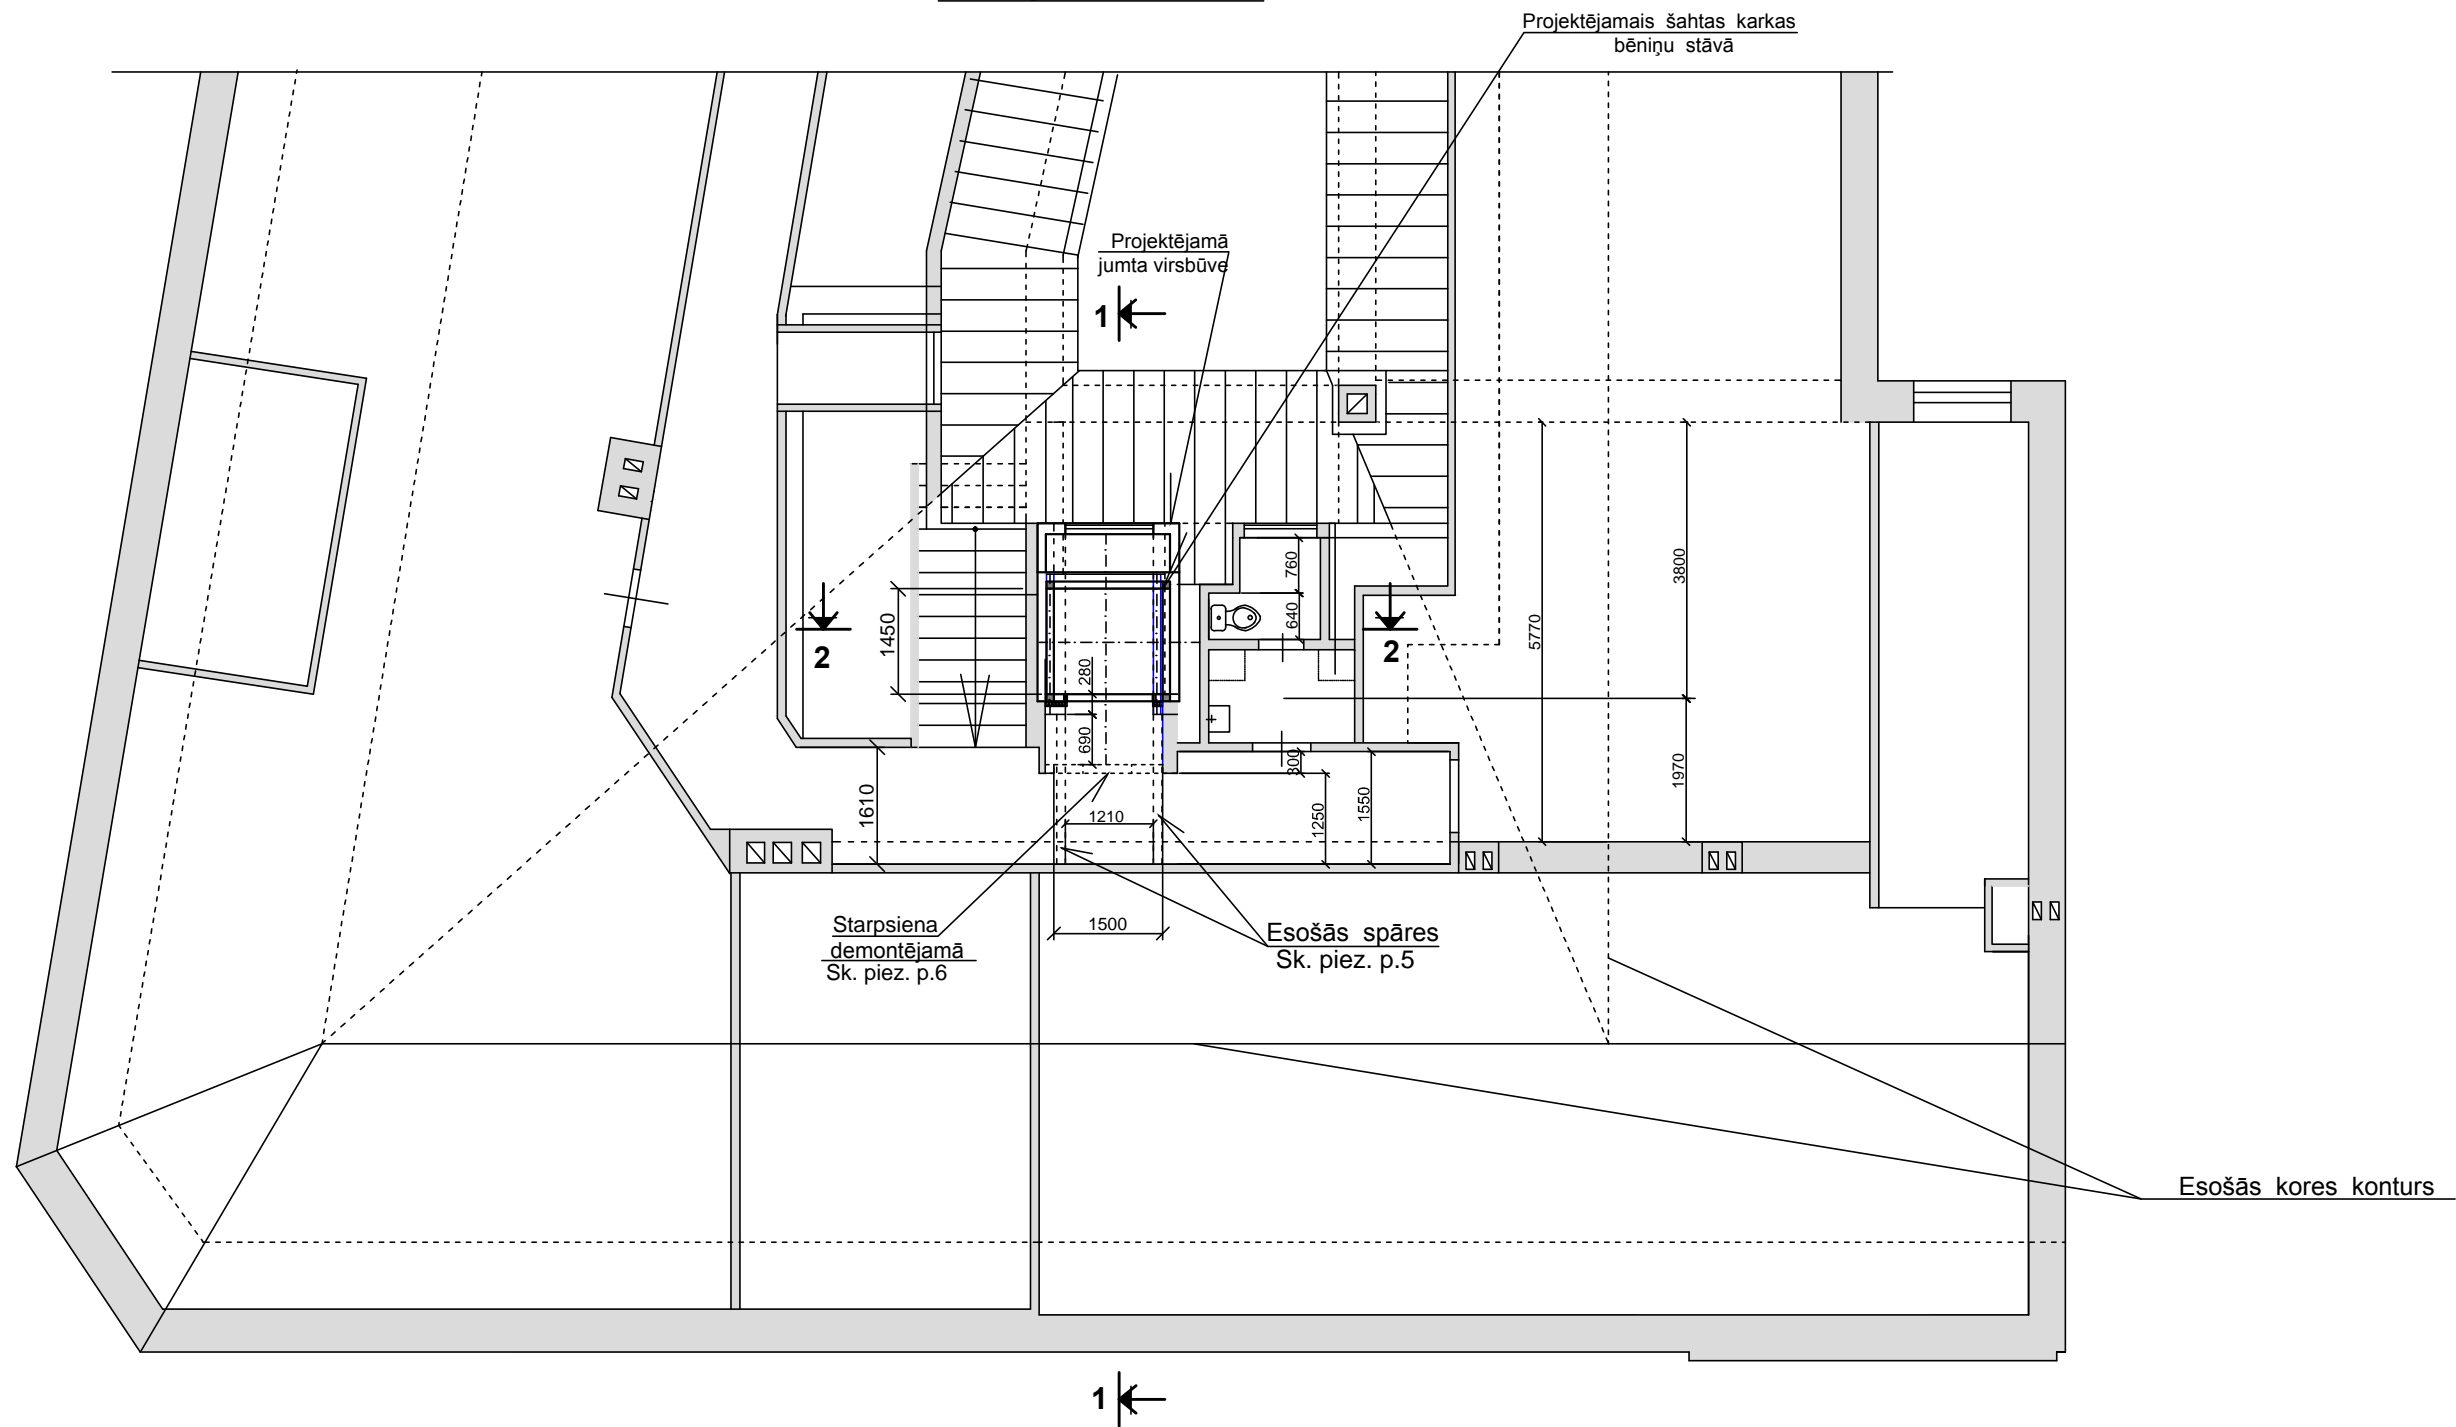 Projektējamais šahtas karkas
bēniņu stāvā
Projektējamā
jumta virsbūve
1
760
3800
640
1450
5770
2
2
280
690
1970
300
1610
1210
1250
1550
Starpsiena
demontējamā
Sk. piez. p.6
1500
Esošās spāres
Sk. piez. p.5
Esošās kores konturs
1